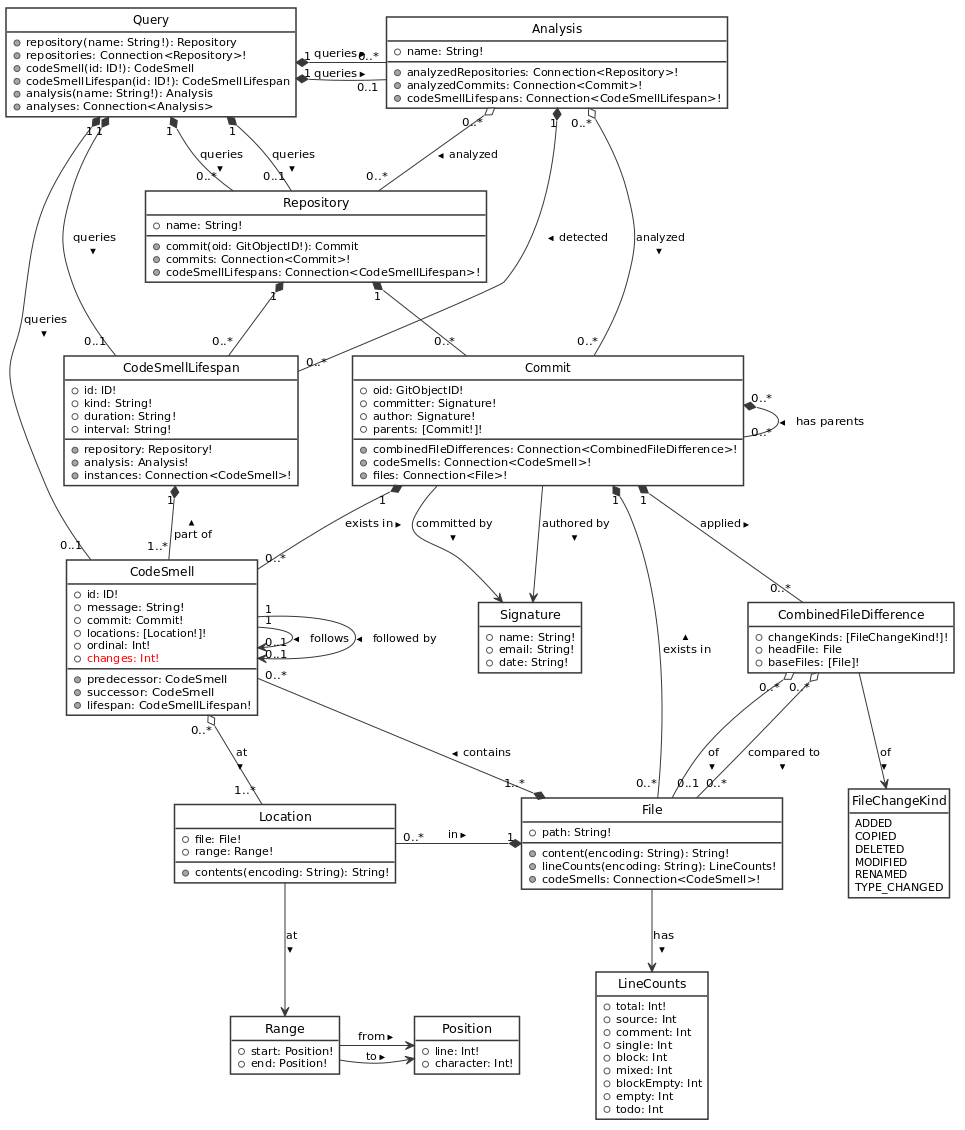 Query
repository(name: String!): Repository
repositories: Connection<Repository>!
codeSmell(id: ID!): CodeSmell
codeSmellLifespan(id: ID!): CodeSmellLifespan
analysis(name: String!): Analysis
analyses: Connection<Analysis>
Analysis
name: String!
analyzedRepositories: Connection<Repository>!
analyzedCommits: Connection<Commit>!
codeSmellLifespans: Connection<CodeSmellLifespan>!
1 queries ► 0..*
1 queries ► 0..1
1 1 1 1
0..* 1 0..*
queries ▼
queries ▼
◄ analyzed
0..* 0..1 0..*
Repository
name: String!
commit(oid: GitObjectID!): Commit
commits: Connection<Commit>!
codeSmellLifespans: Connection<CodeSmellLifespan>!
queries ▼
◄ detected
analyzed ▼
1 1
queries ▼
0..1 0..* 0..* 0..*
0..*
CodeSmellLifespan
id: ID!
kind: String!
duration: String!
interval: String!
repository: Repository!
analysis: Analysis!
instances: Connection<CodeSmell>!
Commit
oid: GitObjectID!
committer: Signature!
author: Signature!
parents: [Commit!]!
combinedFileDifferences: Connection<CombinedFileDifference>!
codeSmells: Connection<CodeSmell>!
files: Connection<File>!
0..*
◄ has parents
0..*
1 1 1 1
▲ part of
exists in ►
committed by ▼
authored by ▼
applied ►
0..1 1..* 0..*
0..*
CodeSmell
id: ID!
message: String!
commit: Commit!
locations: [Location!]!
ordinal: Int!
changes: Int!
predecessor: CodeSmell
successor: CodeSmell
lifespan: CodeSmellLifespan!
1
1
◄ follows
◄ followed by
0..1
0..1
0..*
Signature
name: String!
email: String!
date: String!
▲ exists in
CombinedFileDifference
changeKinds: [FileChangeKind!]!
headFile: File
baseFiles: [File]!
0..* 0..*
0..*
at ▼
◄ contains
of ▼
compared to ▼
of ▼
1..* 1..* 0..* 0..1 0..*
Location
file: File!
range: Range!
contents(encoding: String): String!
0..* in ► 1
File
path: String!
content(encoding: String): String!
lineCounts(encoding: String): LineCounts!
codeSmells: Connection<CodeSmell>!
FileChangeKind
ADDED
COPIED
DELETED
MODIFIED
RENAMED
TYPE_CHANGED
at ▼
has ▼
Range
start: Position!
end: Position!
from ►
to ►
Position
line: Int!
character: Int!
LineCounts
total: Int!
source: Int
comment: Int
single: Int
block: Int
mixed: Int
blockEmpty: Int
empty: Int
todo: Int